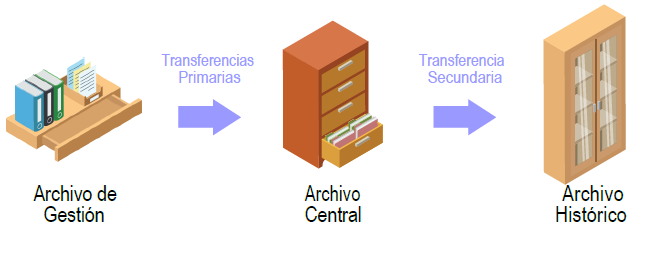 Transferencias
Primarias
Transferencia
Secundaria
Archivo de
Gestión
Archivo
Central
Archivo
Histórico